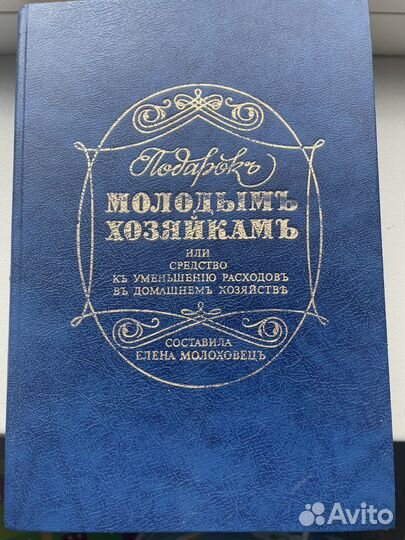 Подарокъ
МОЛОДЫМЪ
ХОЗЯЙКАМЪ
ИЛИ
СРЕДСТВО
КЪ УМЕНЬШЕНІЮ РАСХОДОВЪ
ВЪ ДОМАШНЕМЪ ХОЗЯЙСТВѢ
СОСТАВИЛА
ЕЛЕНА МОЛОХОВЕЦЪ
Avito